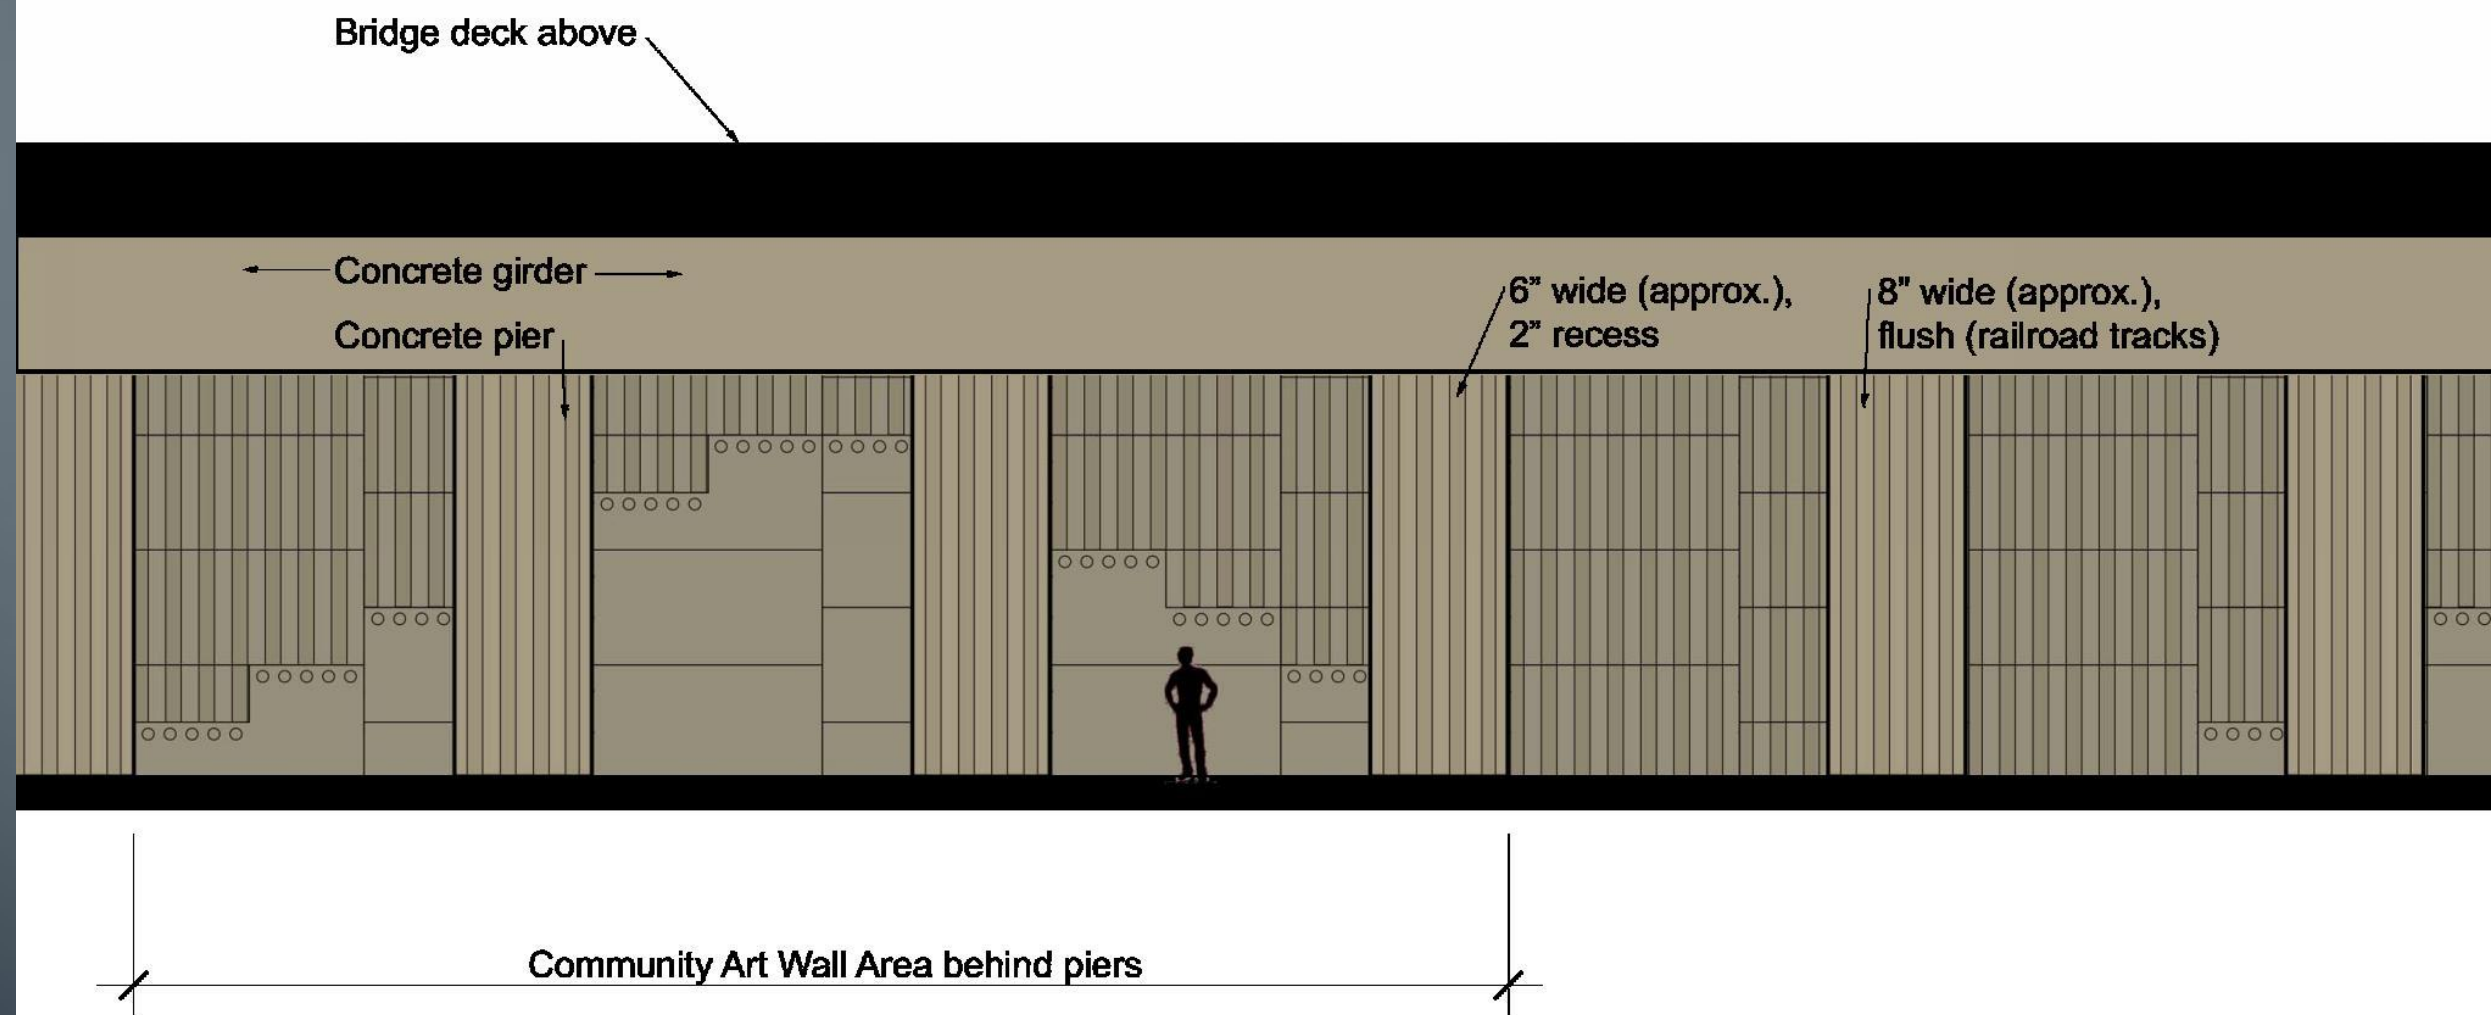 Bridge deck above
Concrete girder
Concrete pier
6” wide (approx.),
2” recess
8" wide (approx.),
flush (railroad tracks)
Community Art Wall Area behind piers